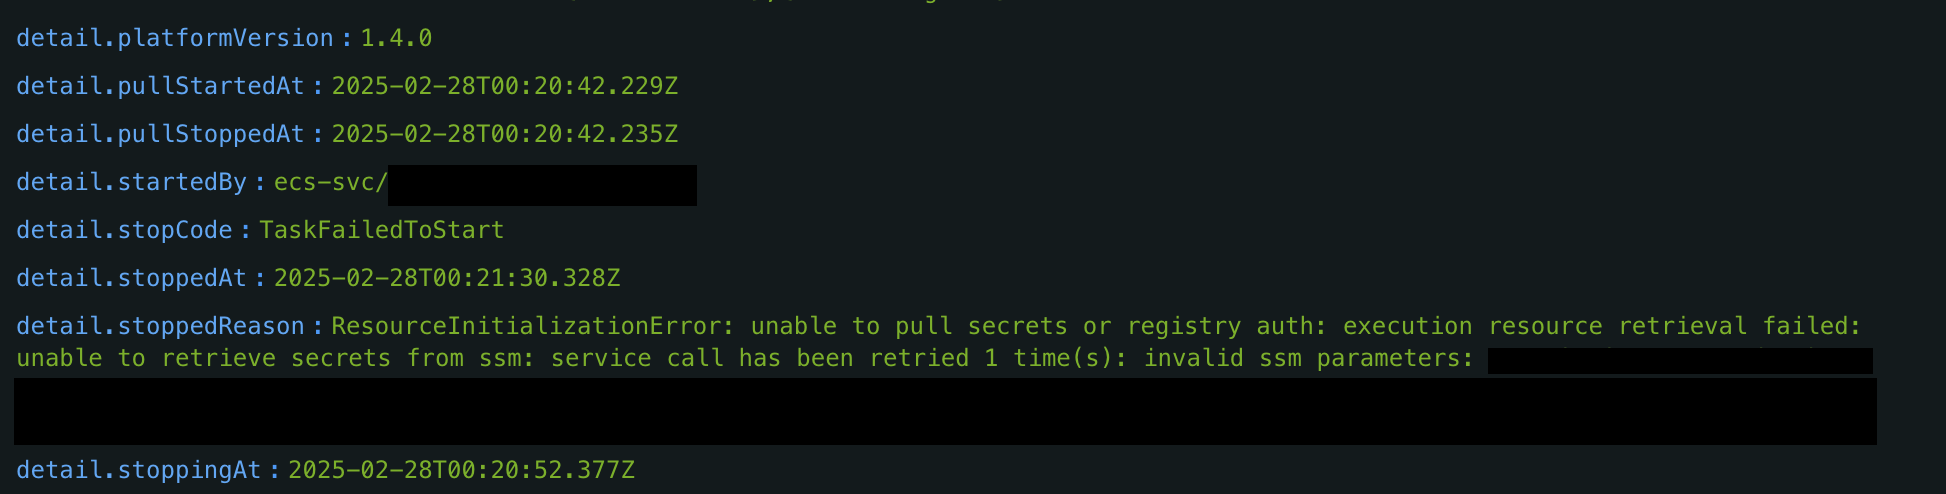 detail.platformVersion : 1.4.0
detail.pullStartedAt : 2025-02-28T00:20:42.229Z
detail.pullStoppedAt : 2025-02-28T00:20:42.235Z
detail.startedBy : ecs-svc/
detail.stopCode : TaskFailedToStart
detail.stoppedAt : 2025-02-28T00:21:30.328Z
detail.stoppedReason : ResourceInitializationError: unable to pull secrets or registry auth: execution resource retrieval failed:
unable to retrieve secrets from ssm: service call has been retried 1 time(s): invalid ssm parameters:
detail.stoppingAt : 2025-02-28T00:20:52.377Z